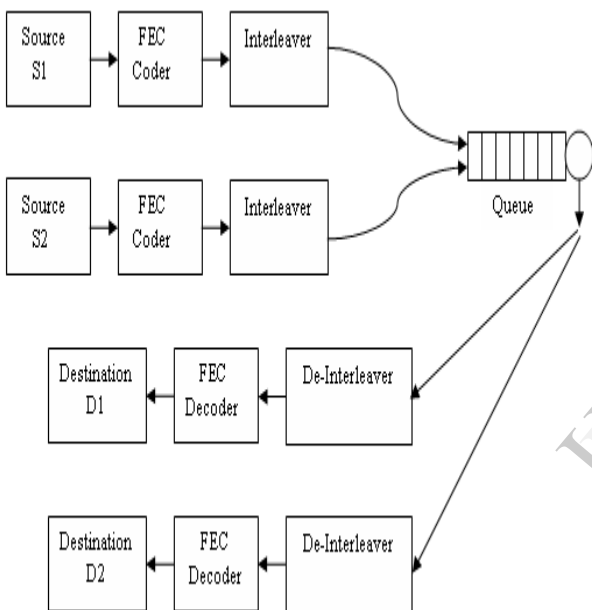 Source
S1
FEC
Coder
Interleaver
Source
S2
FEC
Coder
Interleaver
Queue
Destination
D1
FEC
Decoder
De-Interleaver
Destination
D2
FEC
Decoder
De-Interleaver